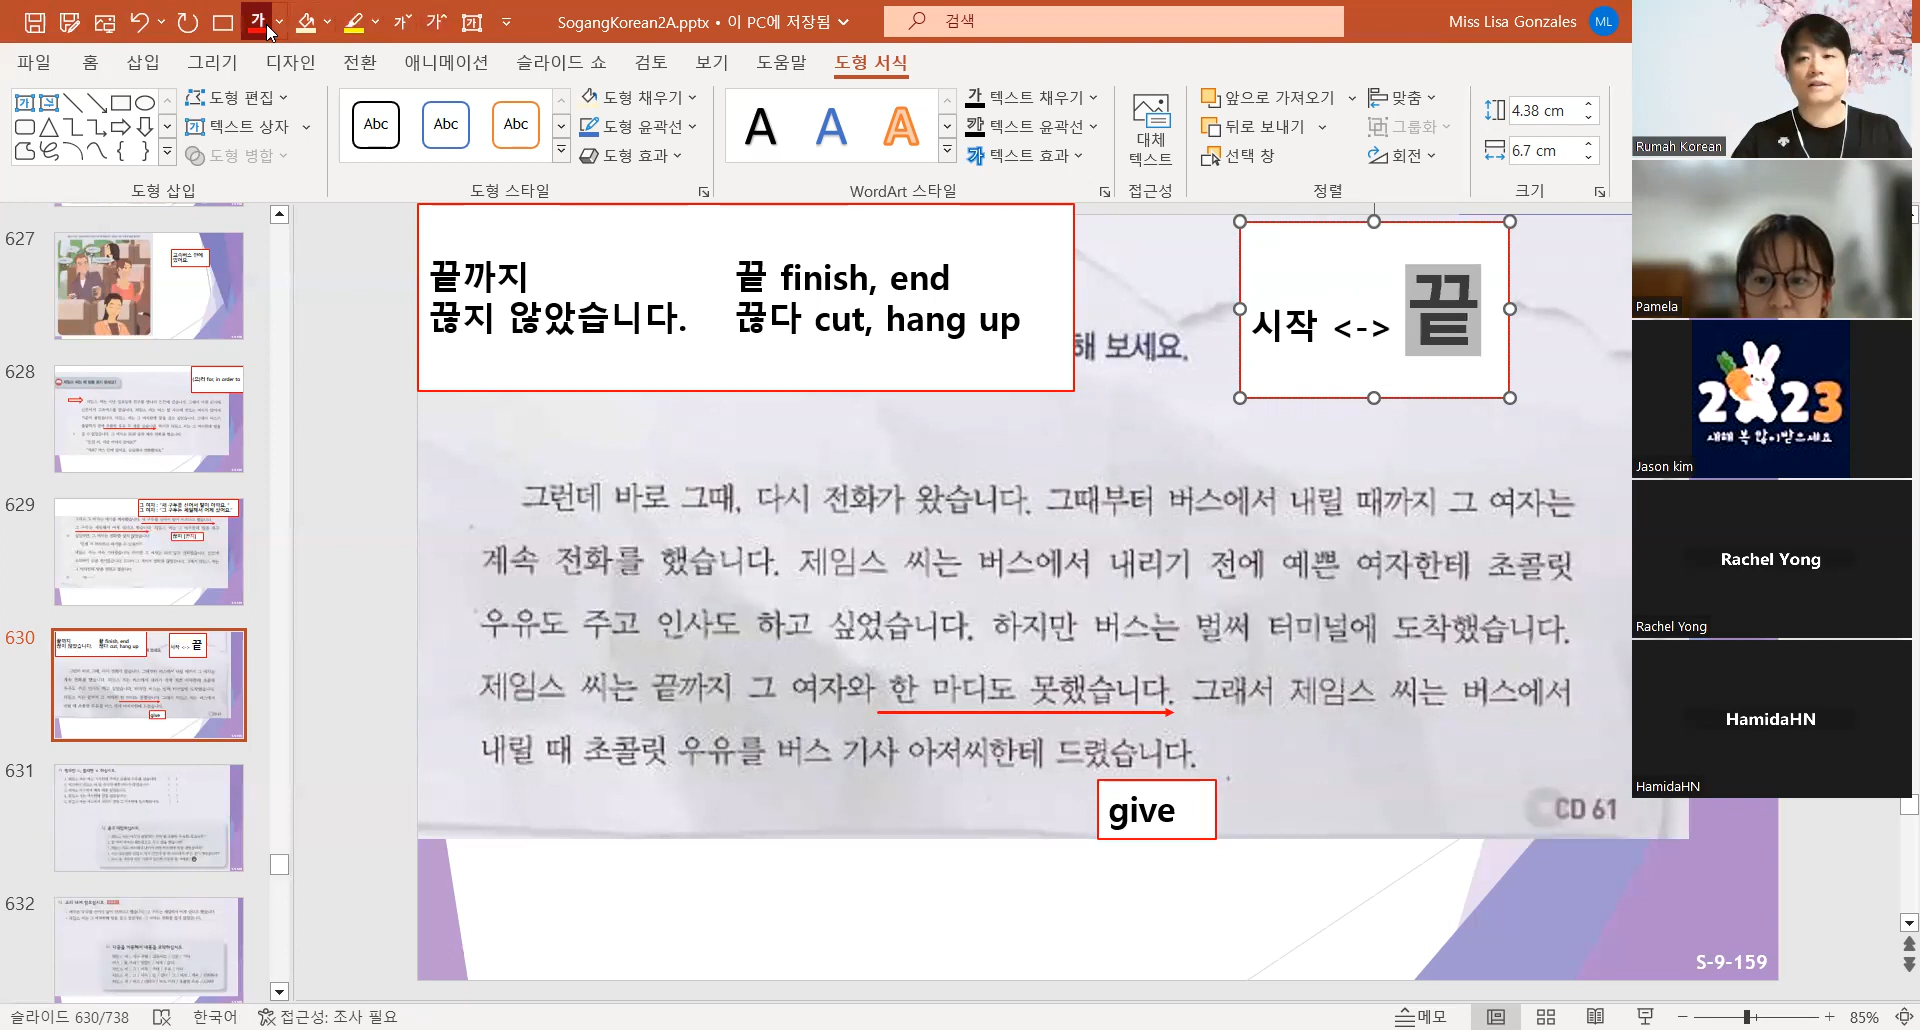 SogangKorean2A.pptx • 이 PC에 저장됨
검색
Miss Lisa Gonzales
ML
파일 홈 삽입 그리기 디자인 전환 애니메이션 슬라이드 쇼 검토 보기 도움말 도형 서식
도형 편집
텍스트 상자
도형 병합
도형 삽입
Abc Abc Abc
도형 채우기
도형 윤곽선
도형 효과
도형 스타일
A A A
텍스트 채우기
텍스트 윤곽선
텍스트 효과
WordArt 스타일
대체
텍스트
접근성
앞으로 가져오기
뒤로 보내기
선택 창
맞춤
그룹화
회전
정렬
4.38 cm
6.7 cm
크기
627
628
629
630
631
632
끝까지 끝 finish, end
끊지 않았습니다. 끊다 cut, hang up
해 보세요.
시작 <-> 끝
그런데 바로 그때, 다시 전화가 왔습니다. 그때부터 버스에서 내릴 때까지 그 여자는
계속 전화를 했습니다. 제임스 씨는 버스에서 내리기 전에 예쁜 여자한테 초콜릿
우유도 주고 인사도 하고 싶었습니다. 하지만 버스는 벌써 터미널에 도착했습니다.
제임스 씨는 끝까지 그 여자와 한 마디도 못했습니다. 그래서 제임스 씨는 버스에서
내릴 때 초콜릿 우유를 버스 기사 아저씨한테 드렸습니다.
give
CD 61
S-9-159
Rumah Korean
Pamela
2023
새해 복 많이받으세요
Jason kim
Rachel Yong
Rachel Yong
HamidaHN
HamidaHN
슬라이드 630/738
한국어
접근성: 조사 필요
메모
85%